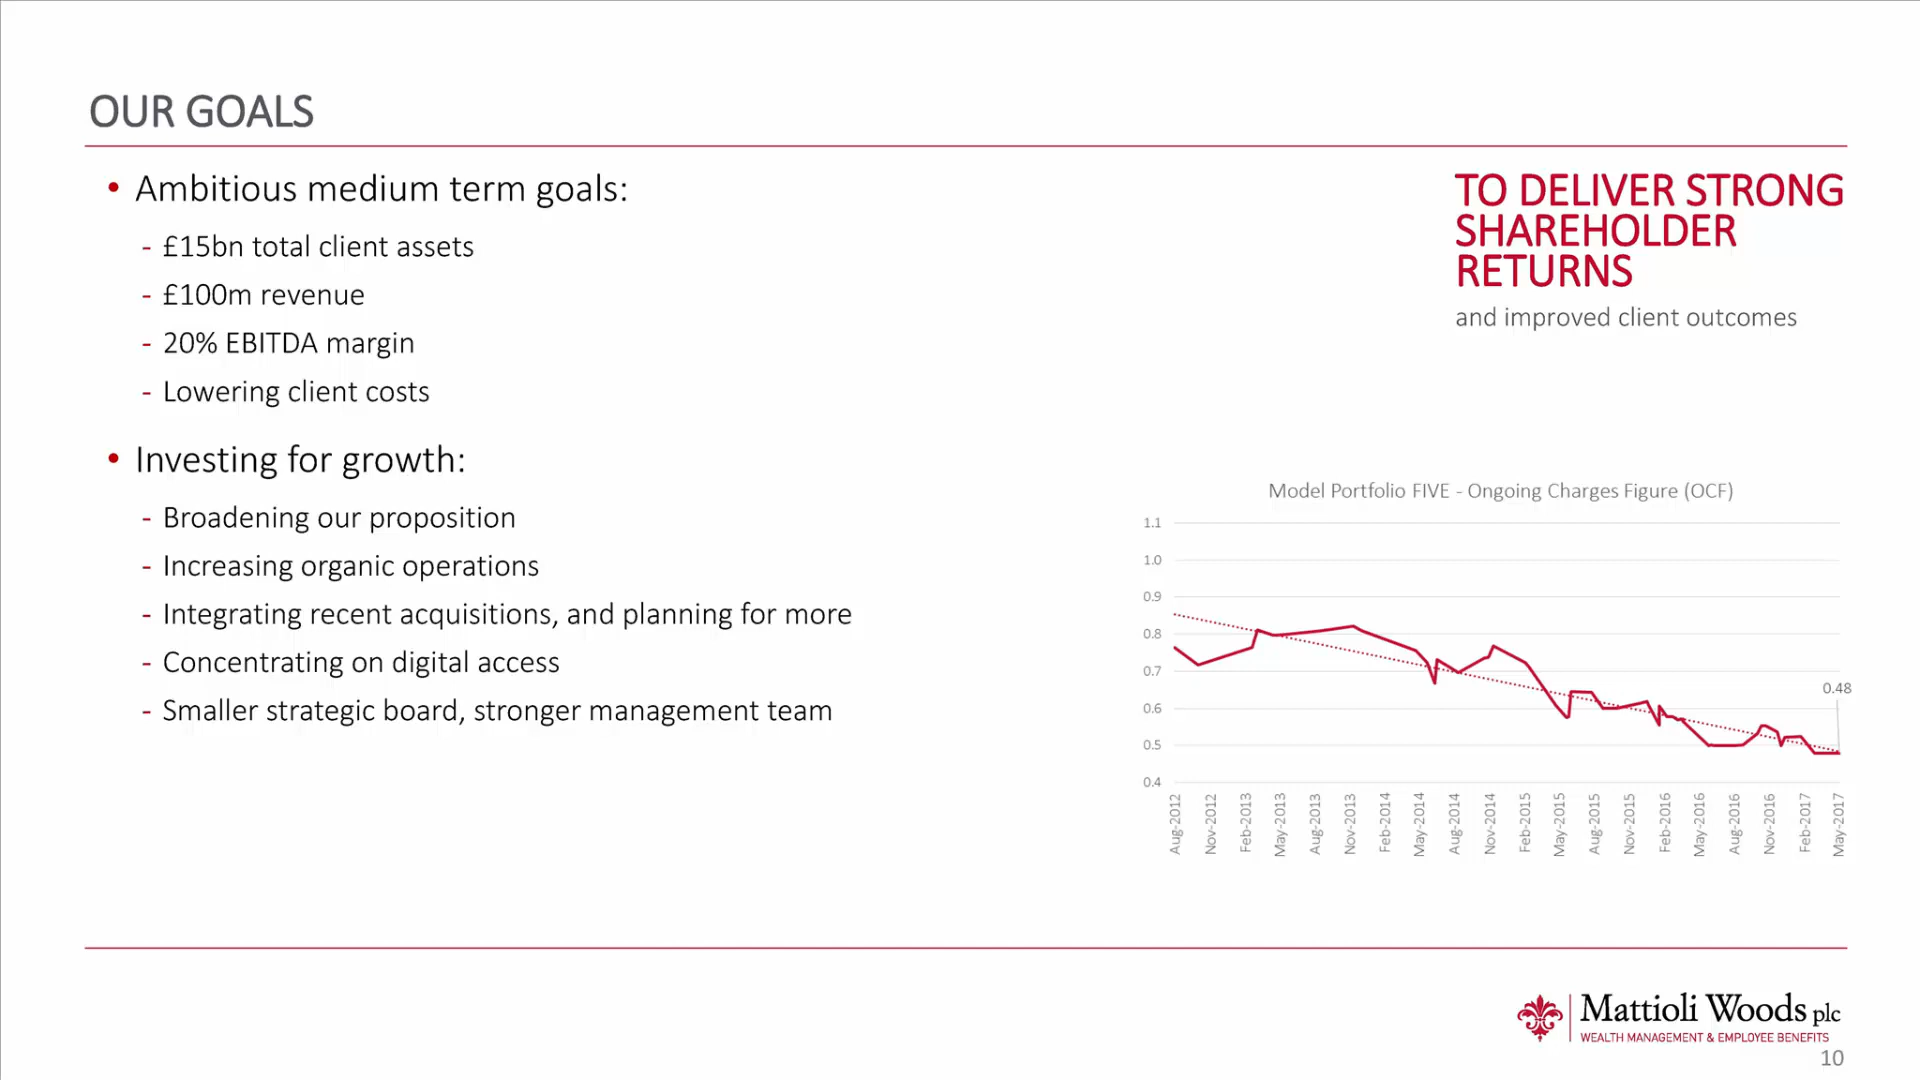 OUR GOALS
• Ambitious medium term goals:
- £15bn total client assets
- £100m revenue
- 20% EBITDA margin
- Lowering client costs
• Investing for growth:
- Broadening our proposition
- Increasing organic operations
- Integrating recent acquisitions, and planning for more
- Concentrating on digital access
- Smaller strategic board, stronger management team
TO DELIVER STRONG
SHAREHOLDER
RETURNS
and improved client outcomes
Model Portfolio FIVE - Ongoing Charges Figure (OCF)
1.1
1.0
0.9
0.8
0.7
0.6
0.5
0.4
0.48
Aug-2012
Nov-2012
Feb-2013
May-2013
Aug-2013
Nov-2013
Feb-2014
May-2014
Aug-2014
Nov-2014
Feb-2015
May-2015
Aug-2015
Nov-2015
Feb-2016
May-2016
Aug-2016
Nov-2016
Feb-2017
May-2017
Mattioli Woods plc
WEALTH MANAGEMENT & EMPLOYEE BENEFITS
10